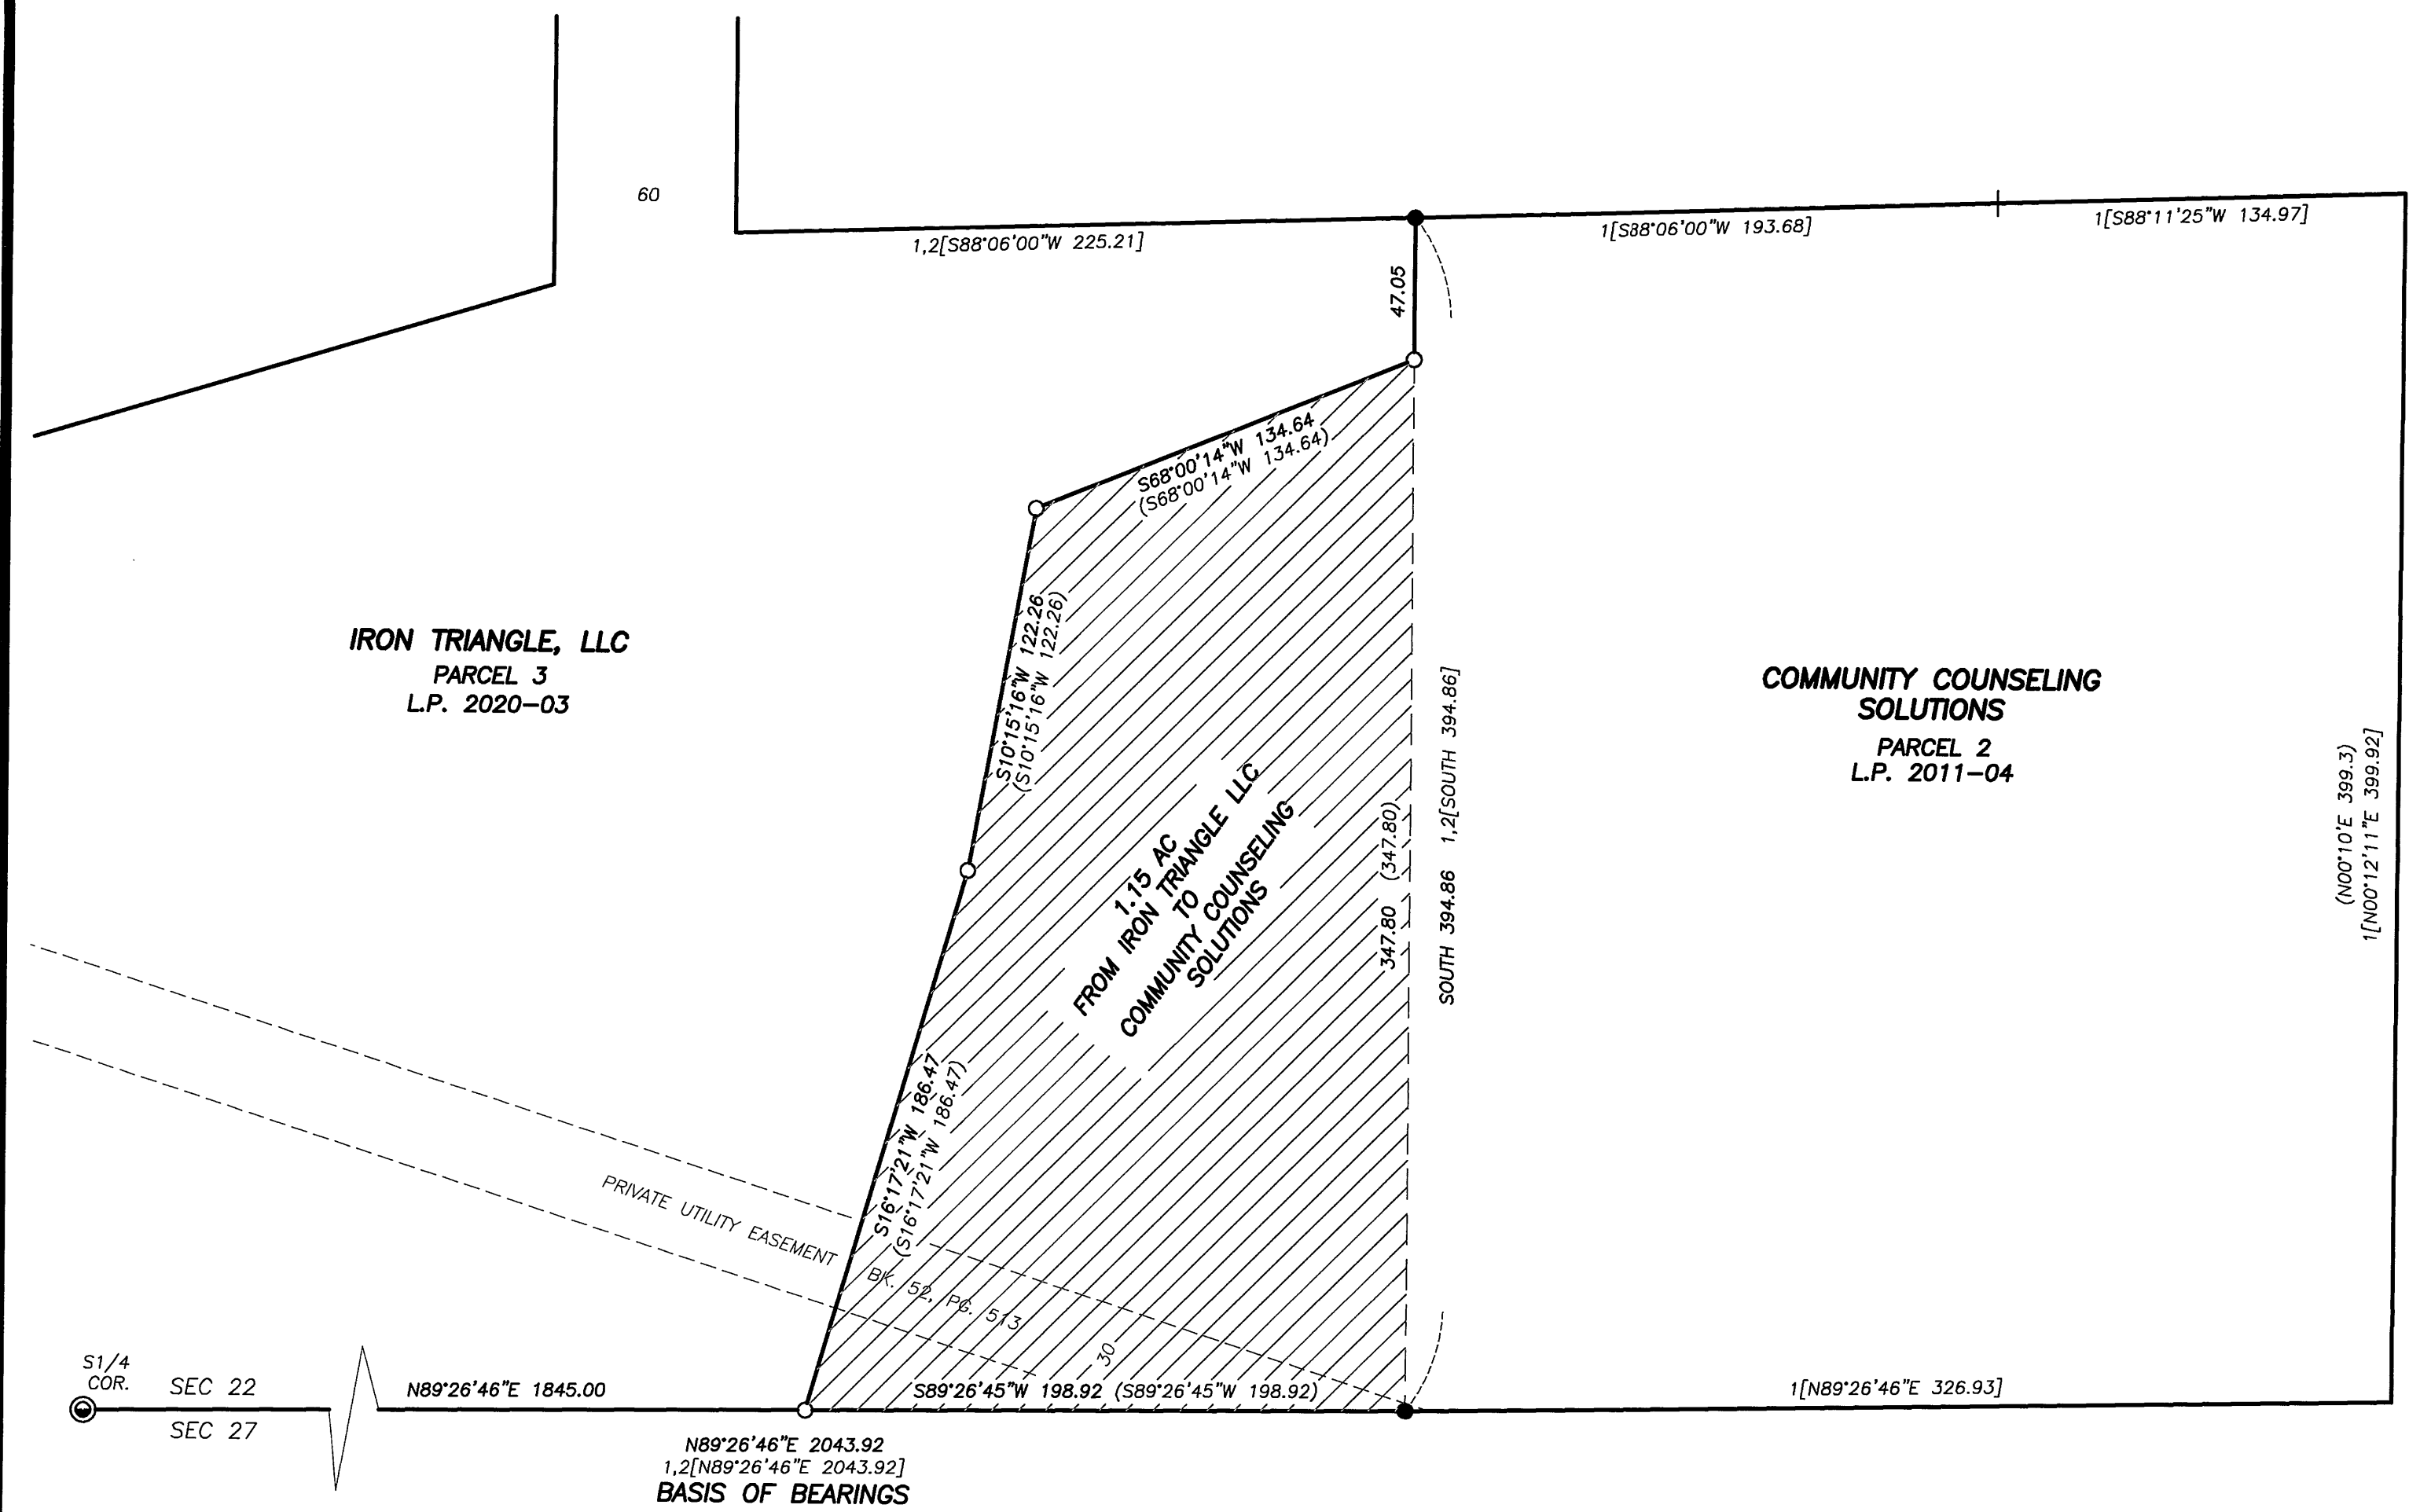 60
1,2[S88°06'00"W 225.21]
1[S88°06'00"W 193.68]
1[S88°11'25"W 134.97]
47.05
S68°00'14"W 134.64
(S68°00'14"W 134.64)
S10°15'16"W 122.26
(S10°15'16"W 122.26)
IRON TRIANGLE, LLC
PARCEL 3
L.P. 2020-03
COMMUNITY COUNSELING
SOLUTIONS
PARCEL 2
L.P. 2011-04
1.15 AC
FROM IRON TRIANGLE LLC
TO
COMMUNITY COUNSELING
SOLUTIONS
347.80 (347.80)
SOUTH 394.86 1,2[SOUTH 394.86]
(N00°10'E 399.3)
1[N00°12'11"E 399.92]
S16°17'21"W 186.47
(S16°17'21"W 186.47)
PRIVATE UTILITY EASEMENT
BK. 52, PG. 513
30
S1/4
COR.
SEC 22
SEC 27
N89°26'46"E 1845.00
S89°26'45"W 198.92 (S89°26'45"W 198.92)
1[N89°26'46"E 326.93]
N89°26'46"E 2043.92
1,2[N89°26'46"E 2043.92]
BASIS OF BEARINGS